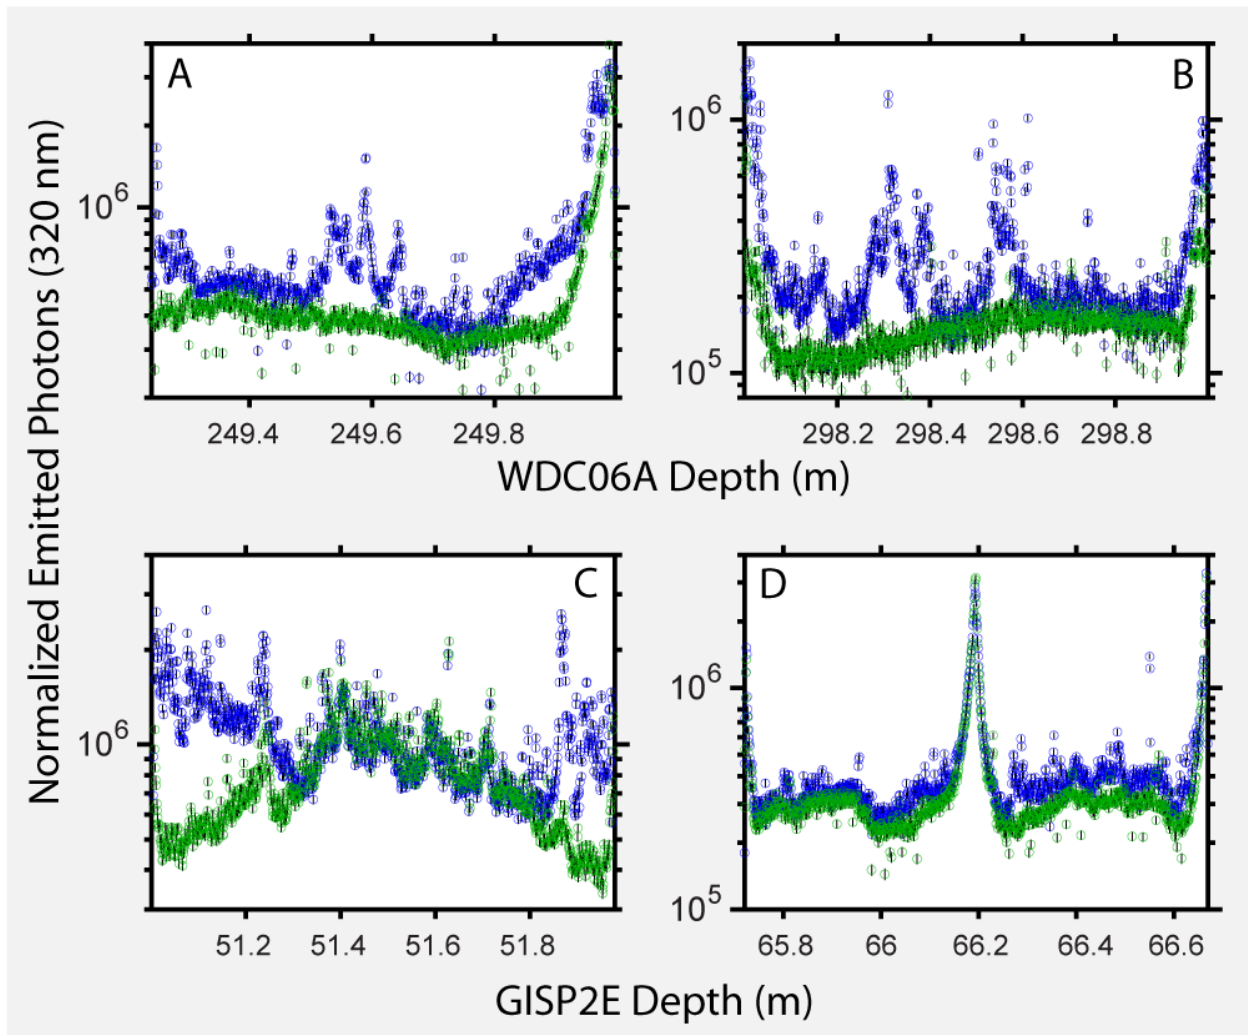 Normalized Emitted Photons (320 nm)
A
10^6
249.4 249.6 249.8
B
10^6
10^5
298.2 298.4 298.6 298.8
WDC06A Depth (m)
C
10^6
51.2 51.4 51.6 51.8
D
10^6
10^5
65.8 66 66.2 66.4 66.6
GISP2E Depth (m)